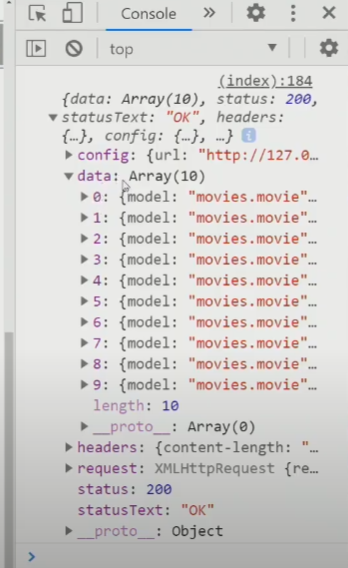 Console
top
(index):184
{data: Array(10), status: 200,
statusText: "OK", headers:
{…}, config: {…}, …} i
config: {url: "http://127.0…
data: Array(10)
0: {model: "movies.movie"…
1: {model: "movies.movie"…
2: {model: "movies.movie"…
3: {model: "movies.movie"…
4: {model: "movies.movie"…
5: {model: "movies.movie"…
6: {model: "movies.movie"…
7: {model: "movies.movie"…
8: {model: "movies.movie"…
9: {model: "movies.movie"…
length: 10
__proto__: Array(0)
headers: {content-length: "…
request: XMLHttpRequest {re…
status: 200
statusText: "OK"
__proto__: Object